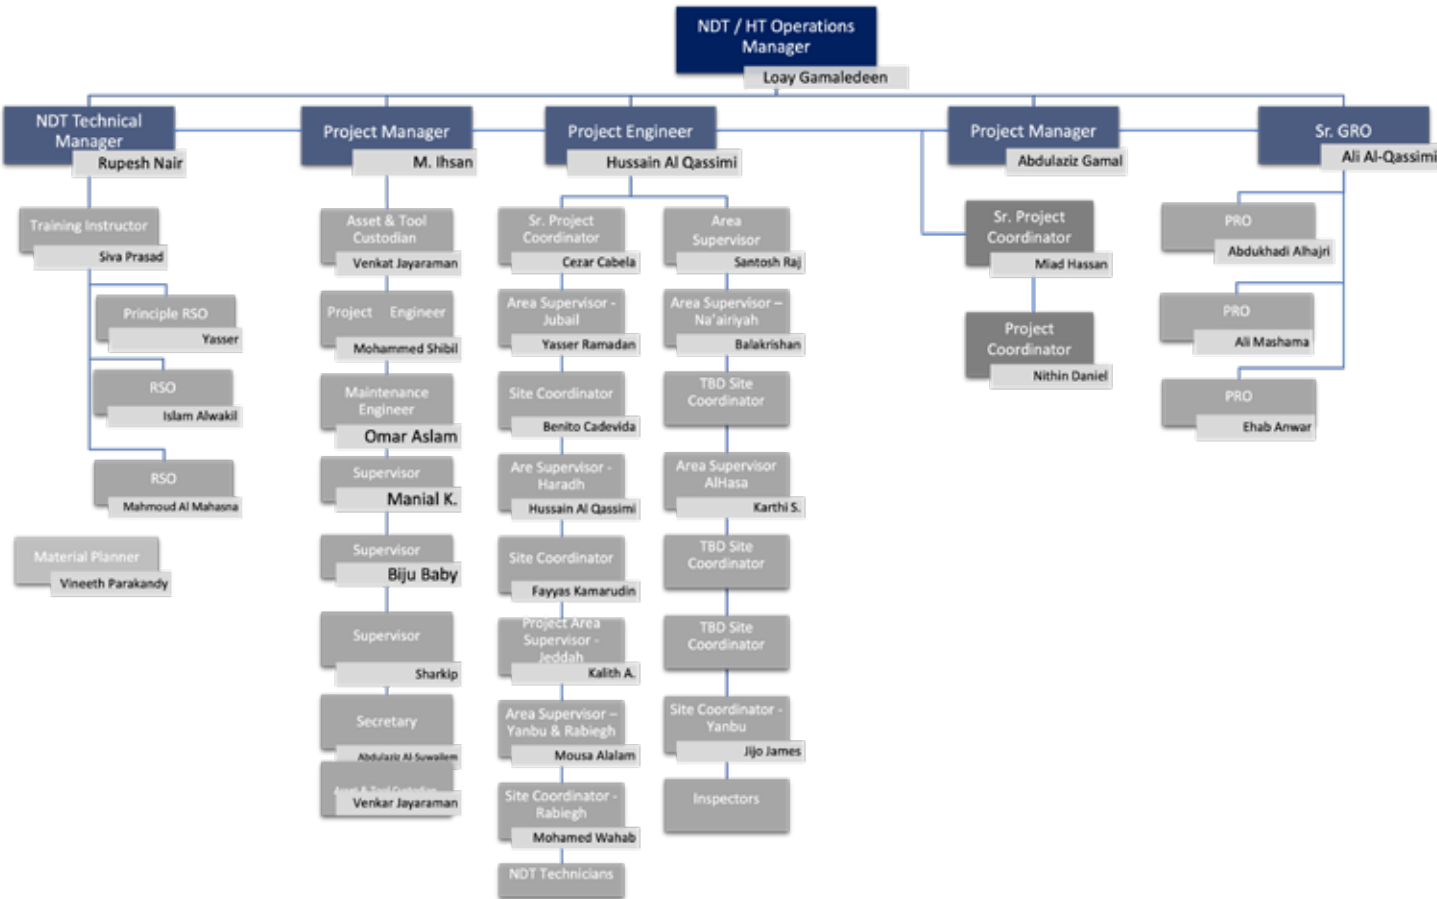 NDT / HT Operations
Manager
Loay Gamaledeen
NDT Technical
Manager
Rupesh Nair
Project Manager
M. Ihsan
Project Engineer
Hussain Al Qassimi
Project Manager
Abdulaziz Gamal
Sr. GRO
Ali Al-Qassimi
Training Instructor
Siva Prasad
Principle RSO
Yasser
RSO
Islam Alwakil
RSO
Mahmoud Al Mahasna
Material Planner
Vineeth Parakandy
Asset & Tool
Custodian
Venkat Jayaraman
Project Engineer
Mohammed Shibil
Maintenance
Engineer
Omar Aslam
Supervisor
Manial K.
Supervisor
Biju Baby
Supervisor
Sharkip
Secretary
Abdulaziz Al-Suwailem
Asset & Tool Custodian
Venkar Jayaraman
Sr. Project
Coordinator
Cezar Cabela
Area Supervisor -
Jubail
Yasser Ramadan
Site Coordinator
Benito Cadevida
Are Supervisor -
Haradh
Hussain Al Qassimi
Site Coordinator
Fayyas Kamarudin
Project Area
Supervisor -
Jeddah
Kalith A.
Area Supervisor –
Yanbu & Rabiegh
Mousa Alalam
Site Coordinator -
Rabiegh
Mohamed Wahab
NDT Technicians
Area
Supervisor
Santosh Raj
Area Supervisor –
Na'airiyah
Balakrishan
TBD Site
Coordinator
Area Supervisor
AlHasa
Karthi S.
TBD Site
Coordinator
TBD Site
Coordinator
Site Coordinator -
Yanbu
Jijo James
Inspectors
Sr. Project
Coordinator
Miad Hassan
Project
Coordinator
Nithin Daniel
PRO
Abdukhadi Alhajri
PRO
Ali Mashama
PRO
Ehab Anwar